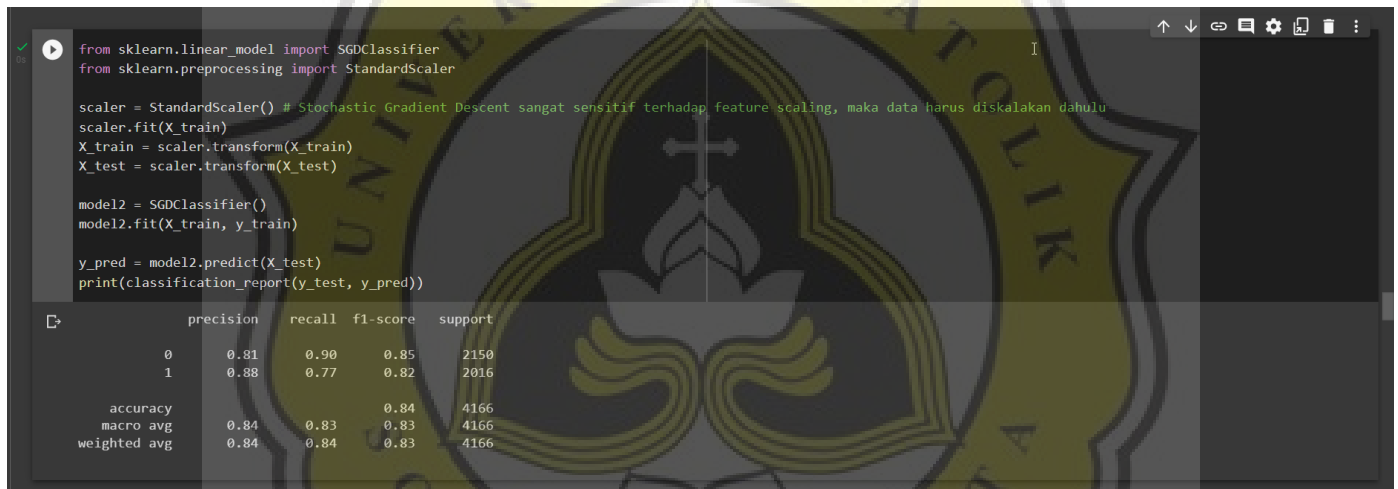 from sklearn.linear_model import SGDClassifier
from sklearn.preprocessing import StandardScaler
scaler = StandardScaler() # Stochastic Gradient Descent sangat sensitif terhadap feature scaling, maka data harus diskalakan dahulu
scaler.fit(X_train)
X_train = scaler.transform(X_train)
X_test = scaler.transform(X_test)
model2 = SGDClassifier()
model2.fit(X_train, y_train)
y_pred = model2.predict(X_test)
print(classification_report(y_test, y_pred))
precision recall f1-score support
0 0.81 0.90 0.85 2150
1 0.88 0.77 0.82 2016
accuracy 0.84 4166
macro avg 0.84 0.83 0.83 4166
weighted avg 0.84 0.84 0.83 4166
0s